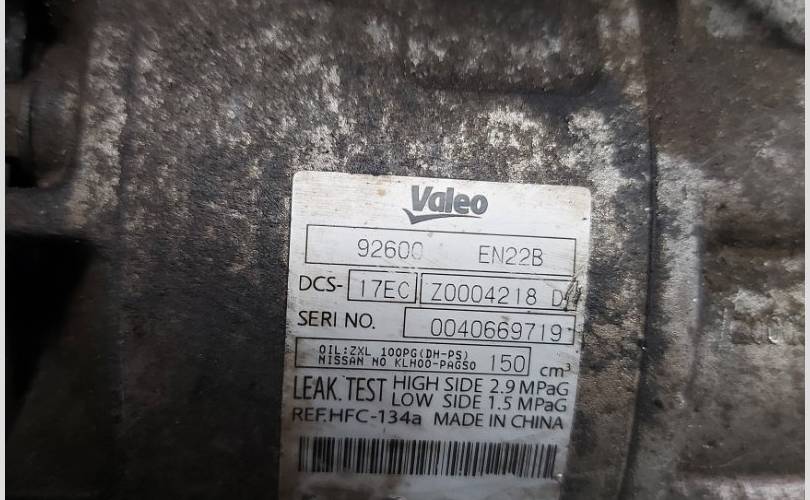 Valeo
92600 EN22B
DCS- 17EC Z0004218 D
SERI NO. 0040669719
OIL:ZXL 100PG(DH-PS)
NISSAN NO KLH00-PAGS0 150 cm³
LEAK.TEST HIGH SIDE 2.9 MPaG
LOW SIDE 1.5 MPaG
REF.HFC-134a MADE IN CHINA